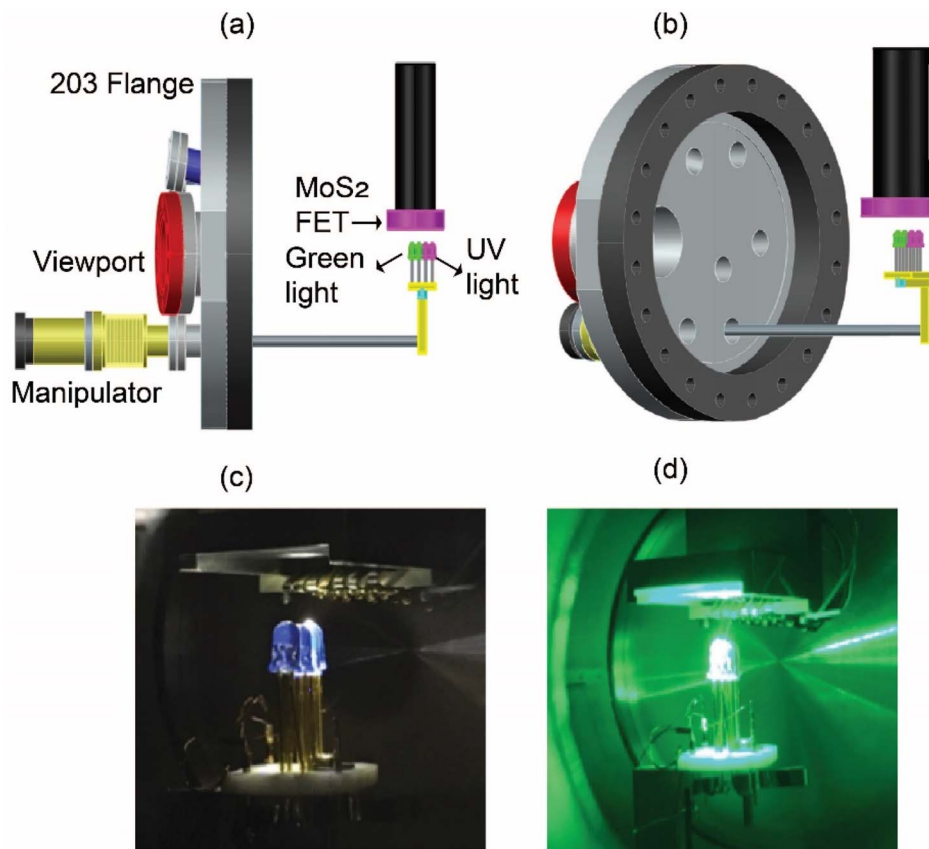 (a)
(b)
203 Flange
MoS2
FET
Green
light
UV
light
Viewport
Manipulator
(c)
(d)